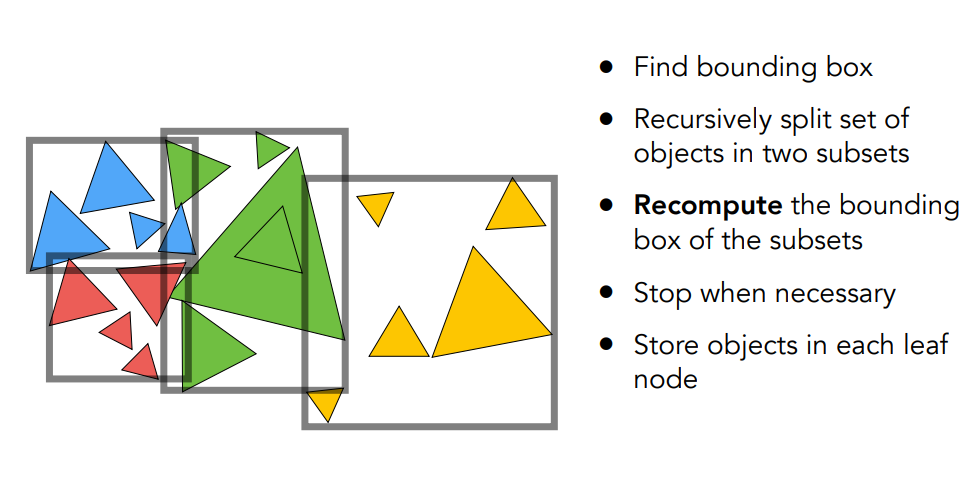 ● Find bounding box
● Recursively split set of
objects in two subsets
● Recompute the bounding
box of the subsets
● Stop when necessary
● Store objects in each leaf
node